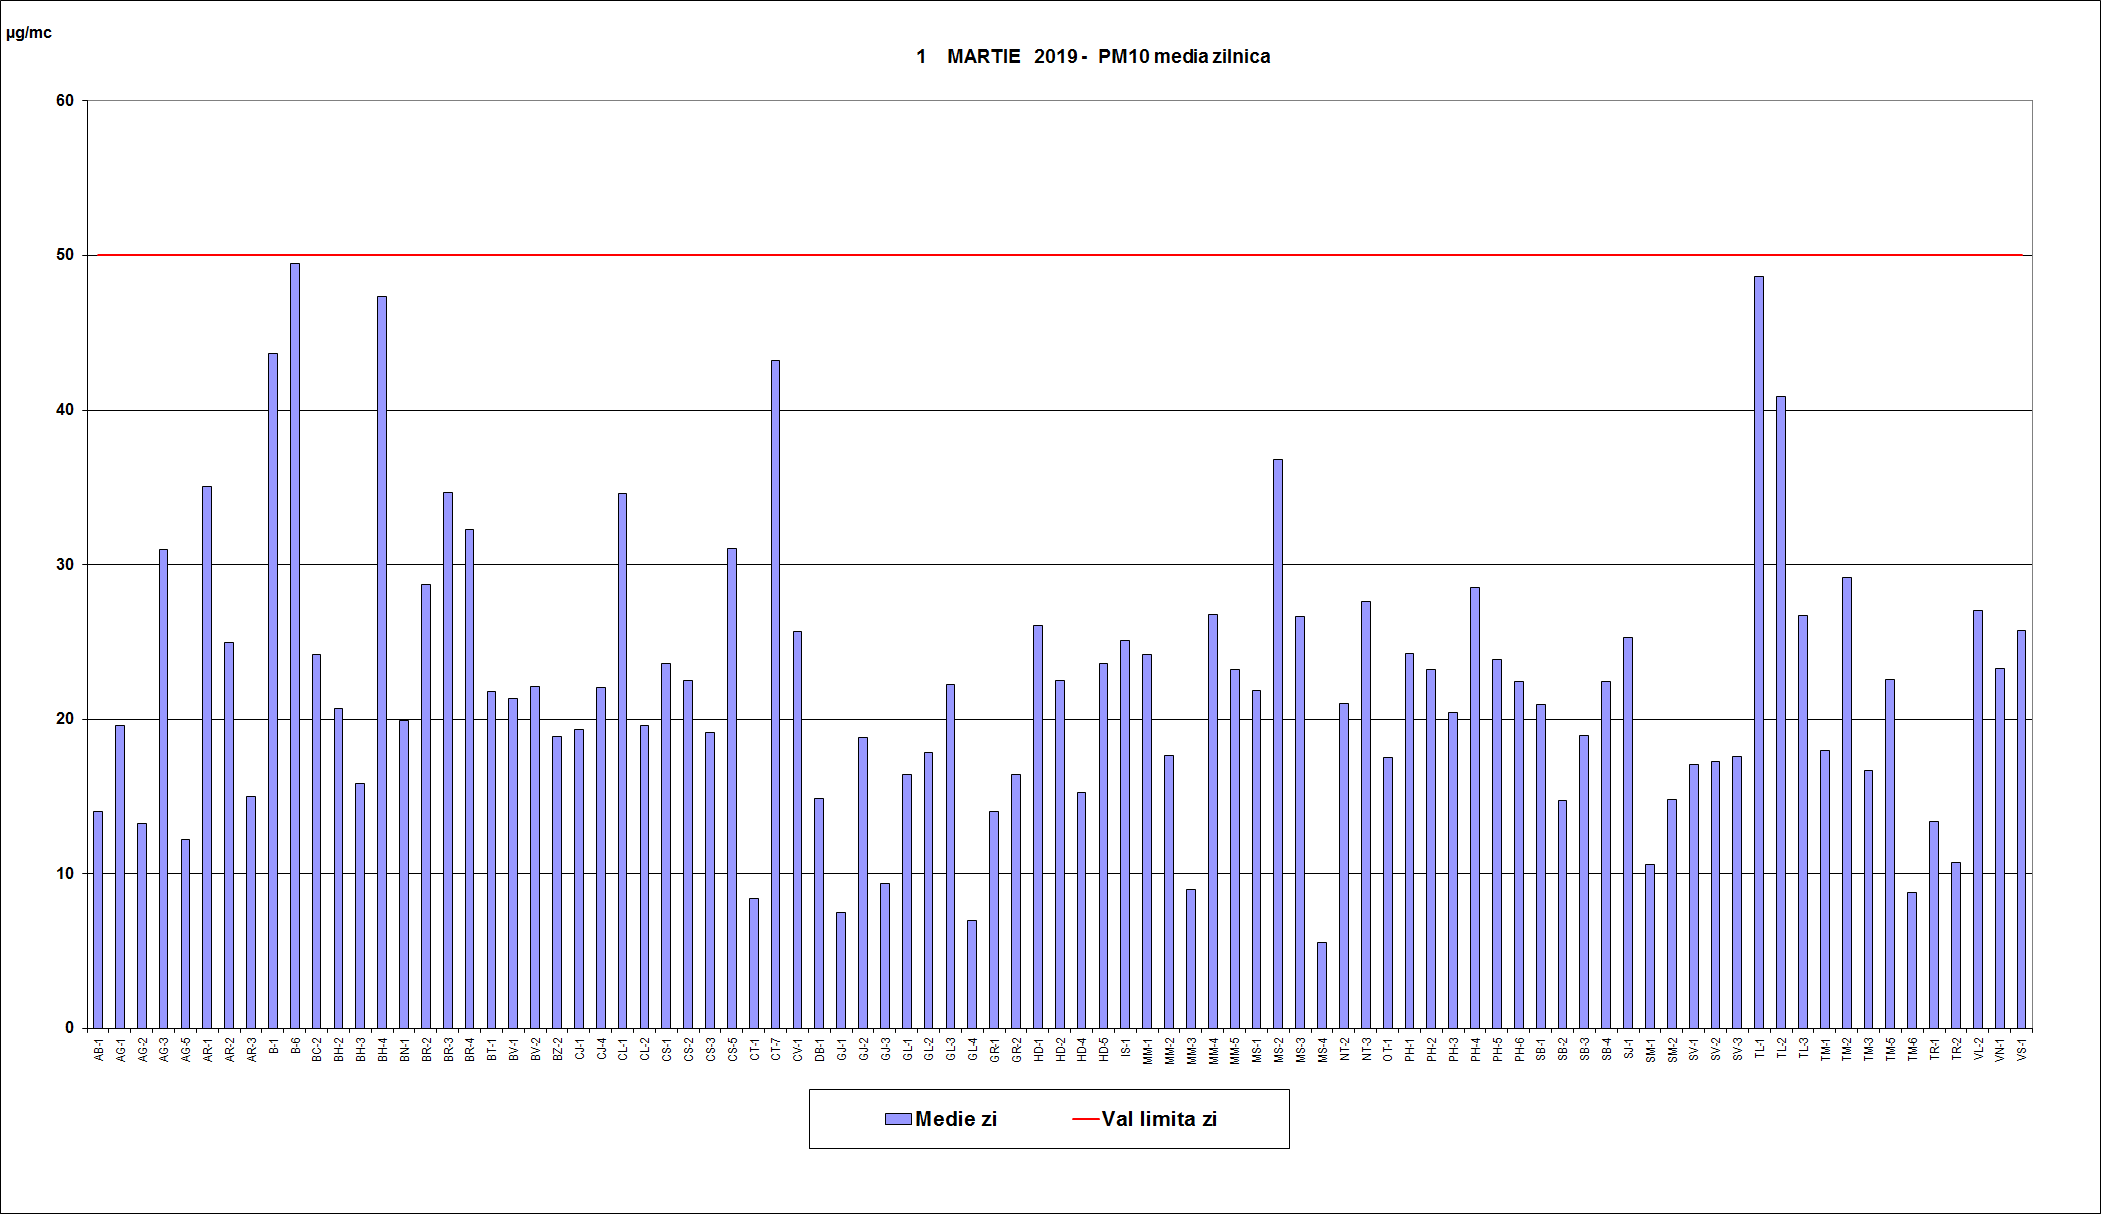 µg/mc
1 MARTIE 2019 - PM10 media zilnica
60
50
40
30
20
10
0
AB-1 AG-1 AG-2 AG-3 AG-5 AR-1 AR-2 AR-3 B-1 B-6 BC-2 BH-2 BH-3 BH-4 BN-1 BR-2 BR-3 BR-4 BT-1 BV-1 BV-2 BZ-2 CJ-1 CJ-4 CL-1 CL-2 CS-1 CS-2 CS-3 CS-5 CT-1 CT-7 CV-1 DB-1 GJ-1 GJ-2 GJ-3 GL-1 GL-2 GL-3 GL-4 GR-1 GR-2 HD-1 HD-2 HD-4 HD-5 IS-1 MM-1 MM-2 MM-3 MM-4 MM-5 MS-1 MS-2 MS-3 MS-4 NT-2 NT-3 OT-1 PH-1 PH-2 PH-3 PH-4 PH-5 PH-6 SB-1 SB-2 SB-3 SB-4 SJ-1 SM-1 SM-2 SV-1 SV-2 SV-3 TL-1 TL-2 TL-3 TM-1 TM-2 TM-3 TM-5 TM-6 TR-1 TR-2 VL-2 VN-1 VS-1
Medie zi Val limita zi